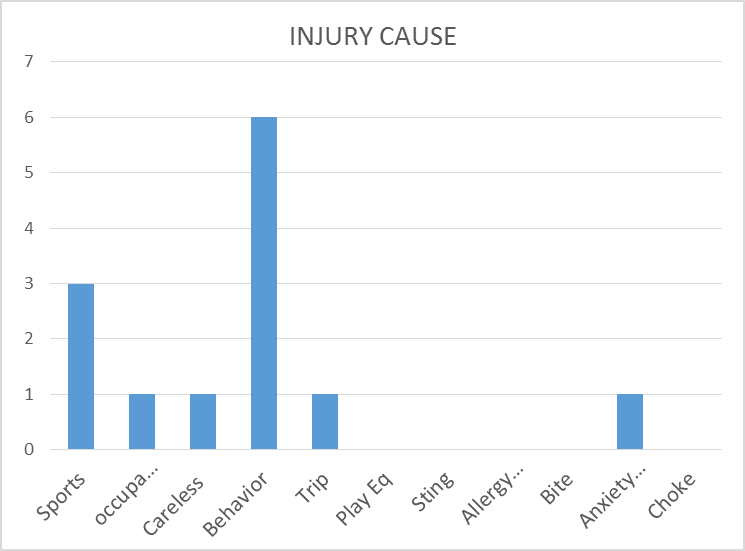 INJURY CAUSE
7
6
5
4
3
2
1
0
Sports
occupa...
Careless
Behavior
Trip
Play Eq
Sting
Allergy...
Bite
Anxiety...
Choke